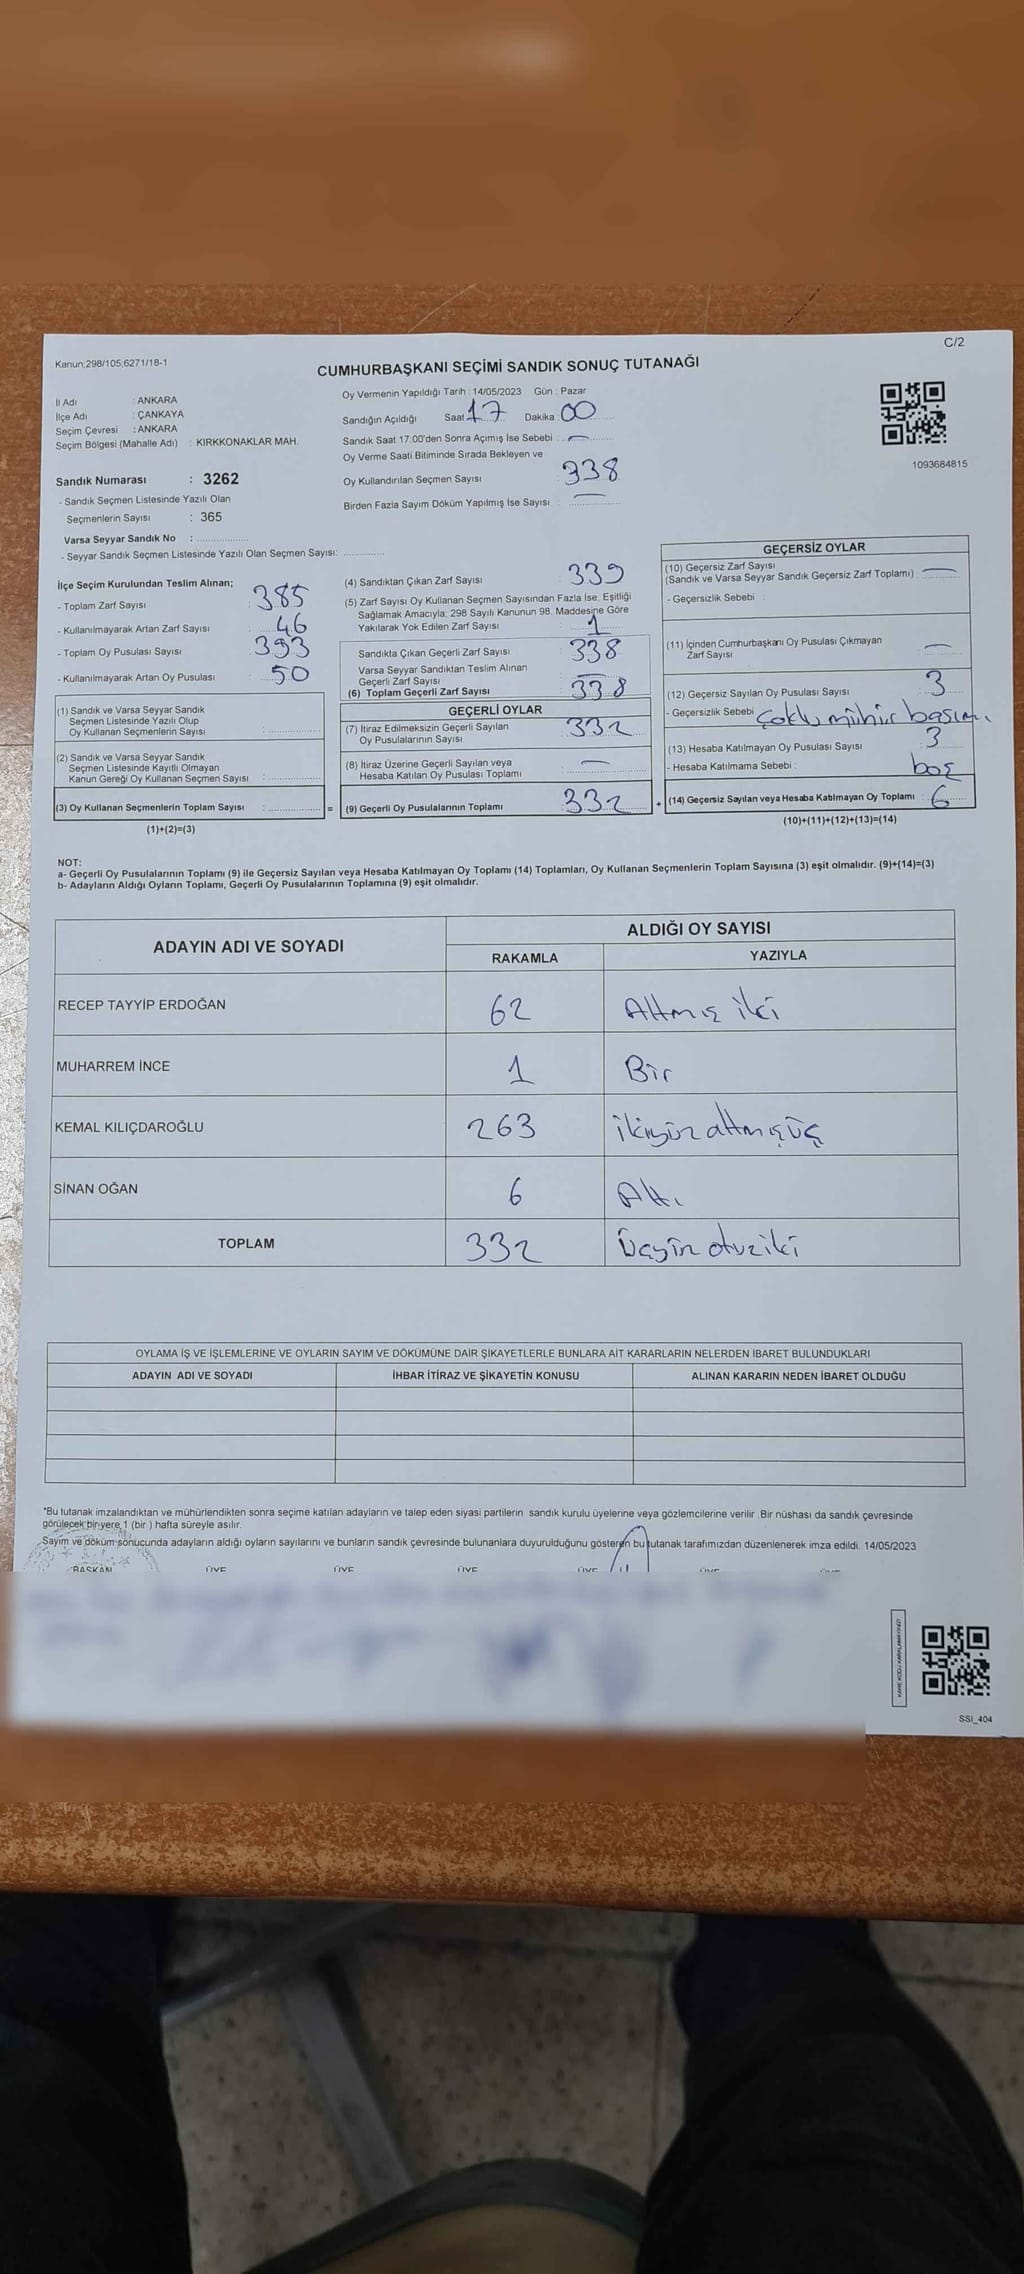 C/2
Kanun:298/105;6271/18-1
CUMHURBAŞKANI SEÇİMİ SANDIK SONUÇ TUTANAĞI
İl Adı : ANKARA
İlçe Adı : ÇANKAYA
Seçim Çevresi : ANKARA
Seçim Bölgesi (Mahalle Adı) : KIRKKONAKLAR MAH.
Sandık Numarası : 3262
- Sandık Seçmen Listesinde Yazılı Olan
Seçmenlerin Sayısı : 365
Varsa Seyyar Sandık No :
- Seyyar Sandık Seçmen Listesinde Yazılı Olan Seçmen Sayısı:
Oy Vermenin Yapıldığı Tarih : 14/05/2023 Gün : Pazar
Sandığın Açıldığı Saat 17 Dakika : 00
Sandık Saat 17.00'den Sonra Açımış İse Sebebi : —
Oy Verme Saati Bitiminde Sırada Bekleyen ve
Oy Kullandırılan Seçmen Sayısı : 338
Birden Fazla Sayım Döküm Yapılmış İse Sayısı : —
1093684815
İlçe Seçim Kurulundan Teslim Alınan;
- Toplam Zarf Sayısı : 385
- Kullanılmayarak Artan Zarf Sayısı : 46
- Toplam Oy Pusulası Sayısı : 393
- Kullanılmayarak Artan Oy Pusulası : 50
(1) Sandık ve Varsa Seyyar Sandık
Seçmen Listesinde Yazılı Olup
Oy Kullanan Seçmenlerin Sayısı :
(2) Sandık ve Varsa Seyyar Sandık
Seçmen Listesinde Kayıtlı Olmayan
Kanun Gereği Oy Kullanan Seçmen Sayısı :
(3) Oy Kullanan Seçmenlerin Toplam Sayısı : =
(1)+(2)=(3)
(4) Sandıktan Çıkan Zarf Sayısı : 339
(5) Zarf Sayısı Oy Kullanan Seçmen Sayısından Fazla İse, Eşitliği
Sağlamak Amacıyla; 298 Sayılı Kanunun 98. Maddesine Göre
Yakılarak Yok Edilen Zarf Sayısı : 1
Sandıkta Çıkan Geçerli Zarf Sayısı : 338
Varsa Seyyar Sandıktan Teslim Alınan
Geçerli Zarf Sayısı : —
(6) Toplam Geçerli Zarf Sayısı : 338
GEÇERLİ OYLAR
(7) İtiraz Edilmeksizin Geçerli Sayılan
Oy Pusulalarının Sayısı : 332
(8) İtiraz Üzerine Geçerli Sayılan veya
Hesaba Katılan Oy Pusulası Toplamı : —
(9) Geçerli Oy Pusulalarının Toplamı : 332 +
GEÇERSİZ OYLAR
(10) Geçersiz Zarf Sayısı
(Sandık ve Varsa Seyyar Sandık Geçersiz Zarf Toplamı) : —
- Geçersizlik Sebebi :
(11) İçinden Cumhurbaşkanı Oy Pusulası Çıkmayan
Zarf Sayısı : —
(12) Geçersiz Sayılan Oy Pusulası Sayısı : 3
- Geçersizlik Sebebi : çoklu mühür basımı
(13) Hesaba Katılmayan Oy Pusulası Sayısı : 3
- Hesaba Katılmama Sebebi : boş
(14) Geçersiz Sayılan veya Hesaba Katılmayan Oy Toplamı : 6
(10)+(11)+(12)+(13)=(14)
NOT:
a- Geçerli Oy Pusulalarının Toplamı (9) ile Geçersiz Sayılan veya Hesaba Katılmayan Oy Toplamı (14) Toplamları, Oy Kullanan Seçmenlerin Toplam Sayısına (3) eşit olmalıdır. (9)+(14)=(3)
b- Adayların Aldığı Oyların Toplamı, Geçerli Oy Pusulalarının Toplamına (9) eşit olmalıdır.
ADAYIN ADI VE SOYADI ALDIĞI OY SAYISI
RAKAMLA YAZIYLA
RECEP TAYYİP ERDOĞAN 62 Altmış iki
MUHARREM İNCE 1 Bir
KEMAL KILIÇDAROĞLU 263 ikiyüzaltmışüç
SİNAN OĞAN 6 Altı
TOPLAM 332 Üçyüz otuziki
OYLAMA İŞ VE İŞLEMLERİNE VE OYLARIN SAYIM VE DÖKÜMÜNE DAİR ŞİKAYETLERLE BUNLARA AİT KARARLARIN NELERDEN İBARET BULUNDUKLARI
ADAYIN ADI VE SOYADI İHBAR İTİRAZ VE ŞİKAYETİN KONUSU ALINAN KARARIN NEDEN İBARET OLDUĞU
*Bu tutanak imzalandıktan ve mühürlendikten sonra seçime katılan adayların ve talep eden siyasi partilerin sandık kurulu üyelerine veya gözlemcilerine verilir. Bir nüshası da sandık çevresinde
görülecek bir yere 1 (bir ) hafta süreyle asılır.
Sayım ve döküm sonucunda adayların aldığı oyların sayılarını ve bunların sandık çevresinde bulunanlara duyurulduğunu gösteren bu tutanak tarafımızdan düzenlenerek imza edildi. 14/05/2023
BAŞKAN ÜYE ÜYE ÜYE ÜYE ÜYE
SSI_404